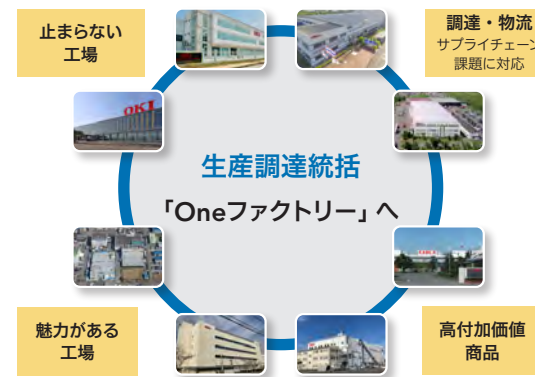 止まらない
工場
調達・物流
サプライチェーン
課題に対応
OKI
生産調達統括
「Oneファクトリー」へ
魅力がある
工場
高付加価値
商品